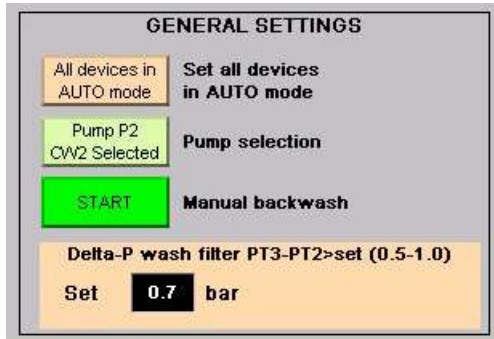 GENERAL SETTINGS
All devices in
AUTO mode
Set all devices
in AUTO mode
Pump P2
CW2 Selected
Pump selection
START
Manual backwash
Delta-P wash filter PT3-PT2>set (0.5-1.0)
Set 0.7 bar